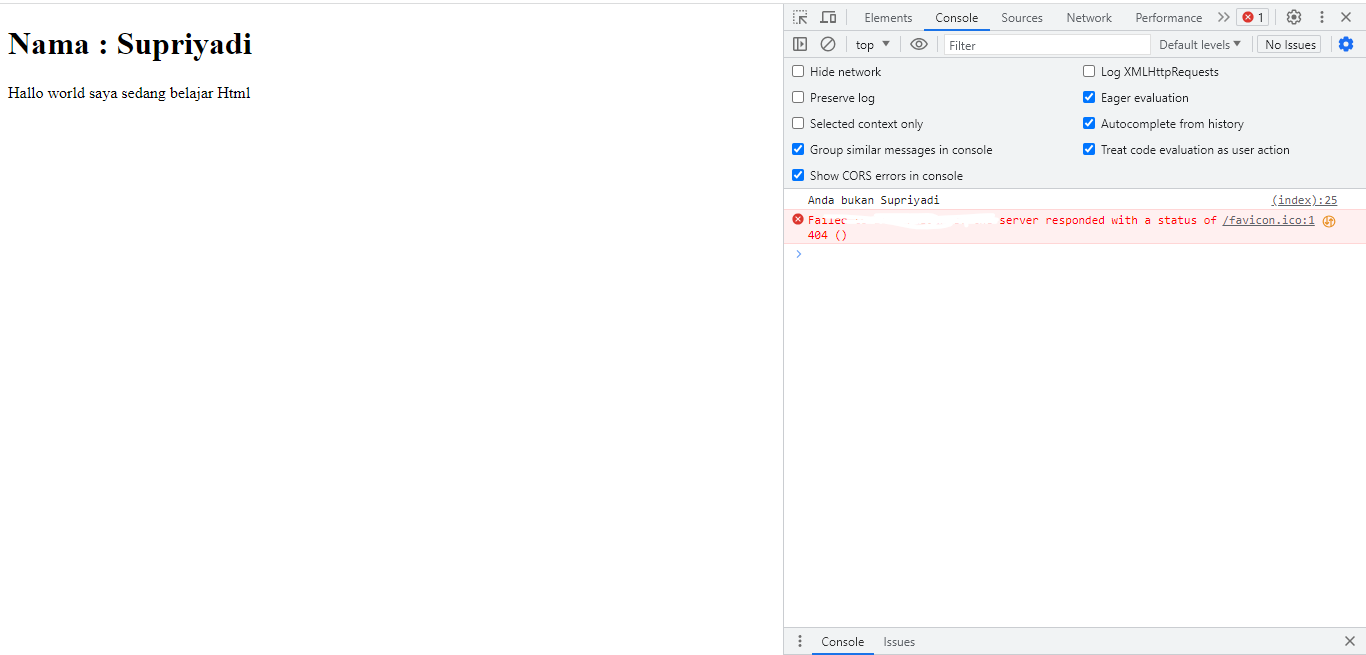 Nama : Supriyadi
Hallo world saya sedang belajar Html
Elements Console Sources Network Performance 1
top Filter Default levels No Issues
Hide network Log XMLHttpRequests
Preserve log Eager evaluation
Selected context only Autocomplete from history
Group similar messages in console Treat code evaluation as user action
Show CORS errors in console
Anda bukan Supriyadi (index):25
Failed server responded with a status of /favicon.ico:1
404 ()
Console Issues